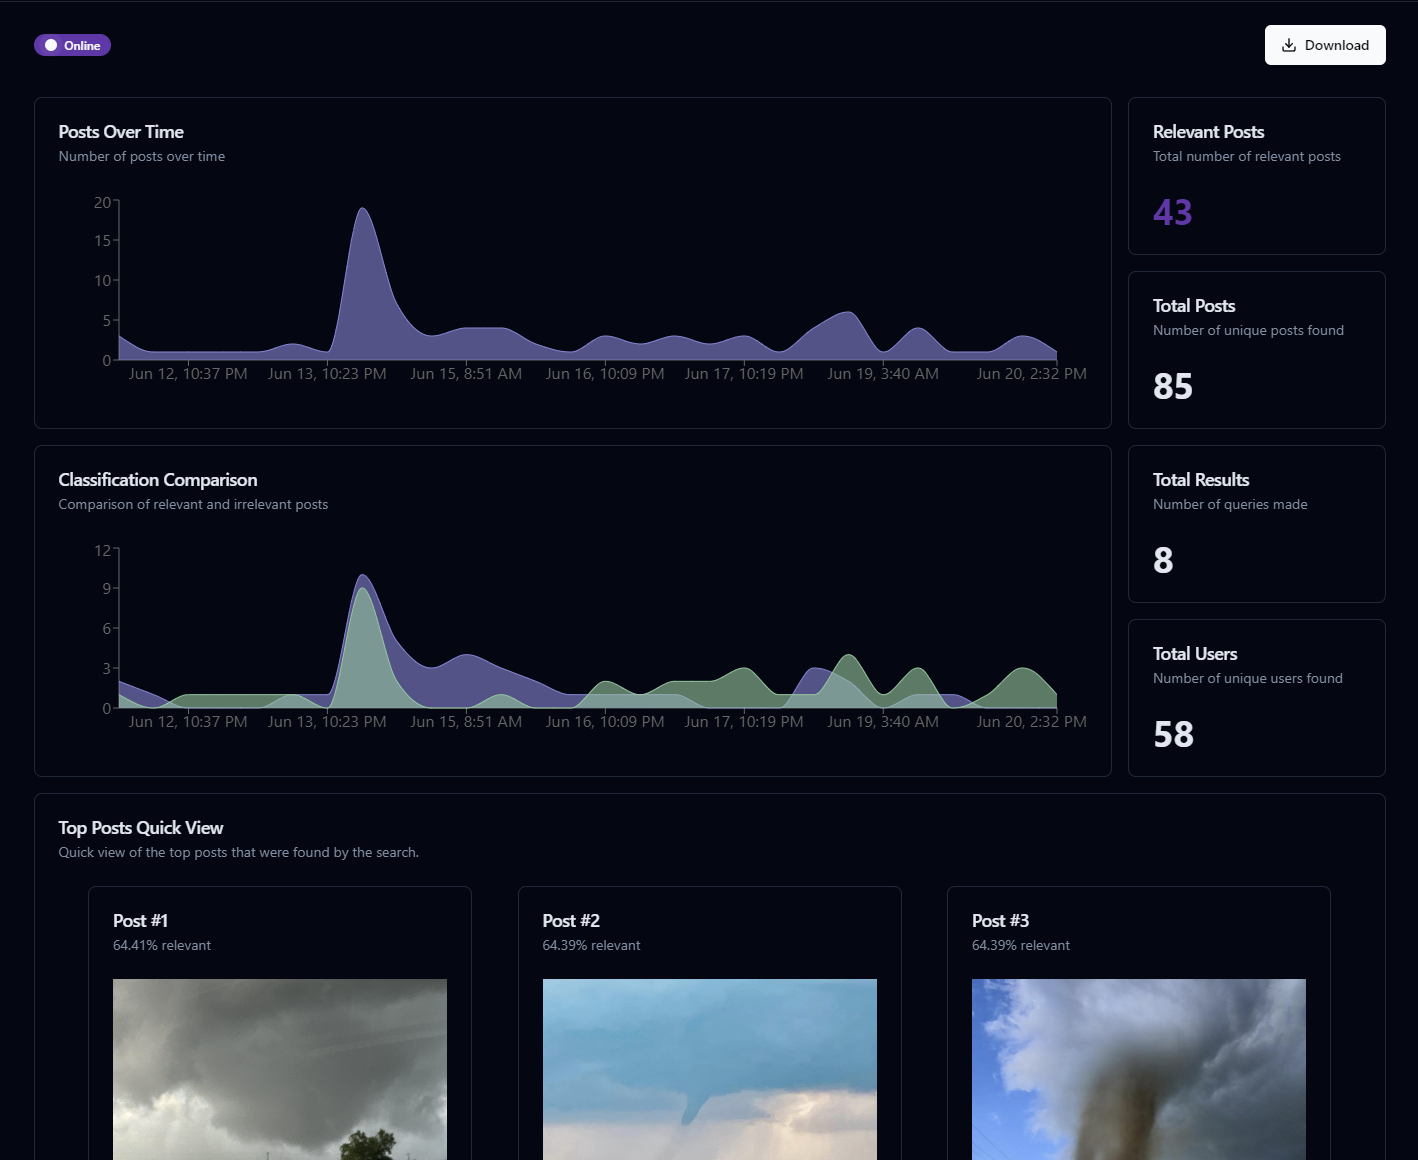 Online
Download
Posts Over Time
Number of posts over time
20
15
10
5
0
Jun 12, 10:37 PM Jun 13, 10:23 PM Jun 15, 8:51 AM Jun 16, 10:09 PM Jun 17, 10:19 PM Jun 19, 3:40 AM Jun 20, 2:32 PM
Relevant Posts
Total number of relevant posts
43
Total Posts
Number of unique posts found
85
Classification Comparison
Comparison of relevant and irrelevant posts
12
9
6
3
0
Jun 12, 10:37 PM Jun 13, 10:23 PM Jun 15, 8:51 AM Jun 16, 10:09 PM Jun 17, 10:19 PM Jun 19, 3:40 AM Jun 20, 2:32 PM
Total Results
Number of queries made
8
Total Users
Number of unique users found
58
Top Posts Quick View
Quick view of the top posts that were found by the search.
Post #1
64.41% relevant
Post #2
64.39% relevant
Post #3
64.39% relevant